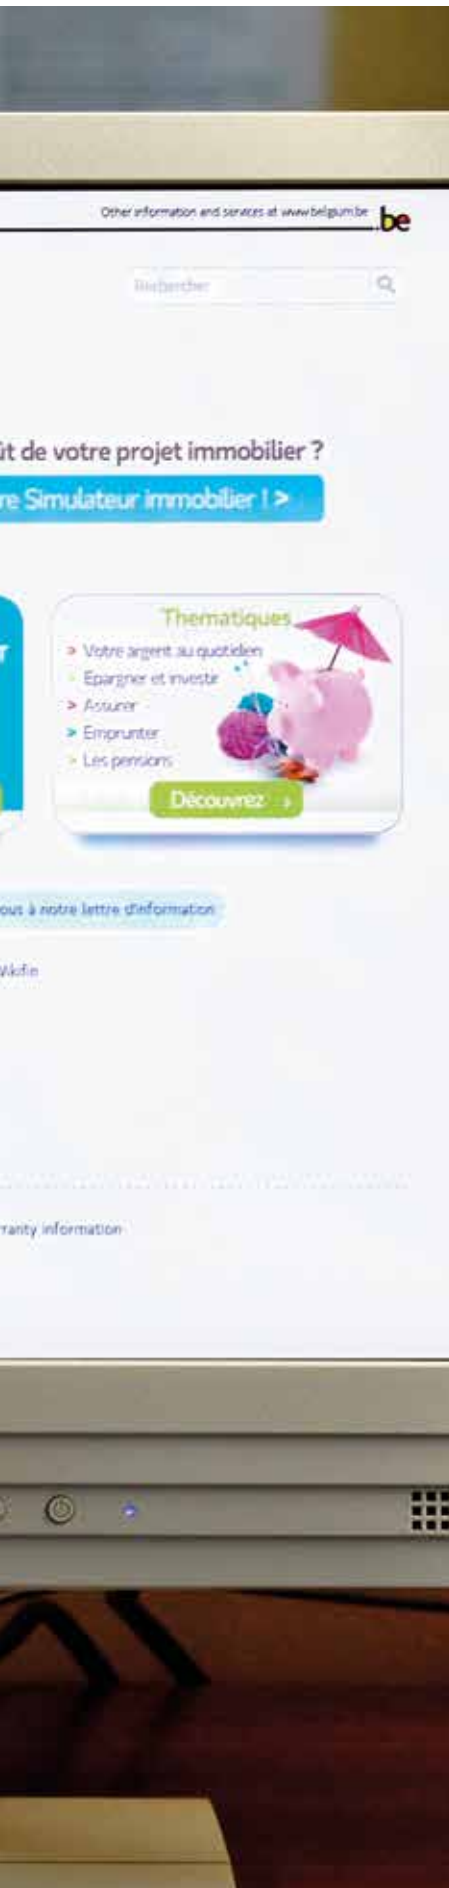 Other information and services at www.belgium.be
.be
Rechercher
ût de votre projet immobilier ?
re Simulateur immobilier ! >
r
Thematiques
> Votre argent au quotidien
> Epargner et investir
> Assurer
> Emprunter
> Les pensions
Découvrez >
ous à notre lettre d'information
Wikifin
ranty information